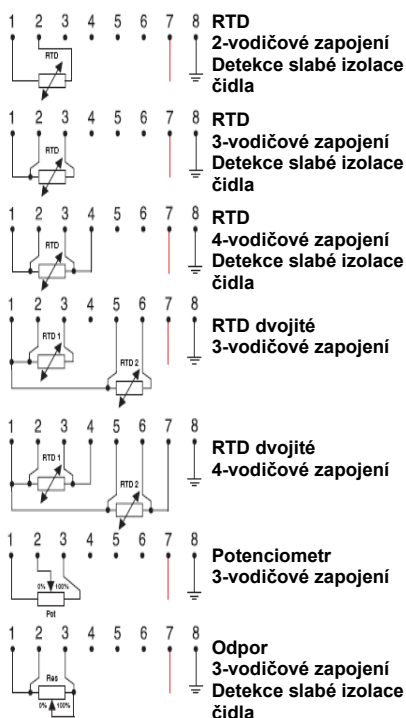 1 2 3 4 5 6 7 8
RTD
RTD
2-vodičové zapojení
Detekce slabé izolace
čidla
1 2 3 4 5 6 7 8
RTD
RTD
3-vodičové zapojení
Detekce slabé izolace
čidla
1 2 3 4 5 6 7 8
RTD
RTD
4-vodičové zapojení
Detekce slabé izolace
čidla
1 2 3 4 5 6 7 8
RTD 1
RTD 2
RTD dvojité
3-vodičové zapojení
1 2 3 4 5 6 7 8
RTD 1
RTD 2
RTD dvojité
4-vodičové zapojení
1 2 3 4 5 6 7 8
0% 100%
Pot
Potenciometr
3-vodičové zapojení
1 2 3 4 5 6 7 8
Res
0% 100%
Odpor
3-vodičové zapojení
Detekce slabé izolace
čidla